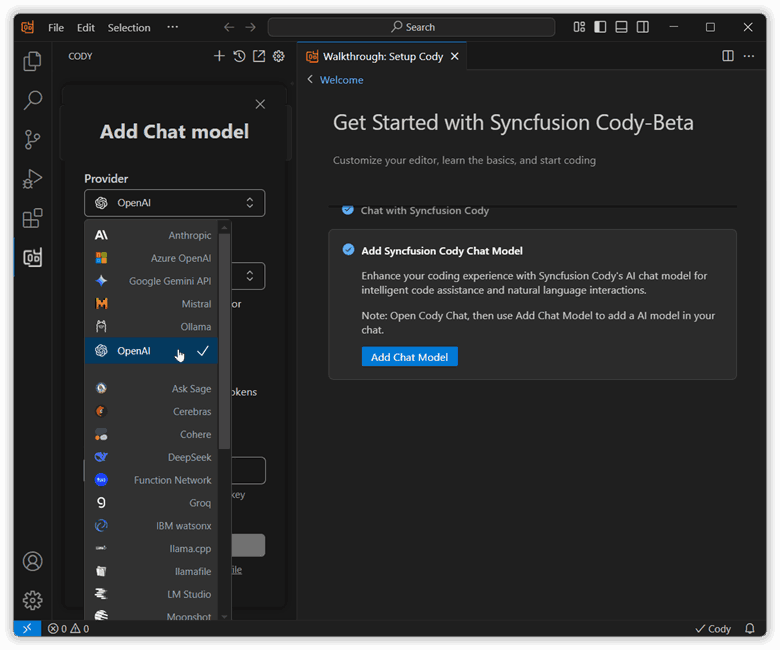 File Edit Selection ··· Search
CODY
Walkthrough: Setup Cody
Welcome
Add Chat model
Provider
OpenAI
Anthropic
Azure OpenAI
Google Gemini API
Mistral
or
Ollama
OpenAI
Ask Sage
okens
Cerebras
Cohere
DeepSeek
Function Network
key
Groq
IBM watsonx
llama.cpp
llamafile
ile
LM Studio
Moonshot
Get Started with Syncfusion Cody-Beta
Customize your editor, learn the basics, and start coding
Chat with Syncfusion Cody
Add Syncfusion Cody Chat Model
Enhance your coding experience with Syncfusion Cody's AI chat model for
intelligent code assistance and natural language interactions.
Note: Open Cody Chat, then use Add Chat Model to add a AI model in your
chat.
Add Chat Model
0 0
Cody